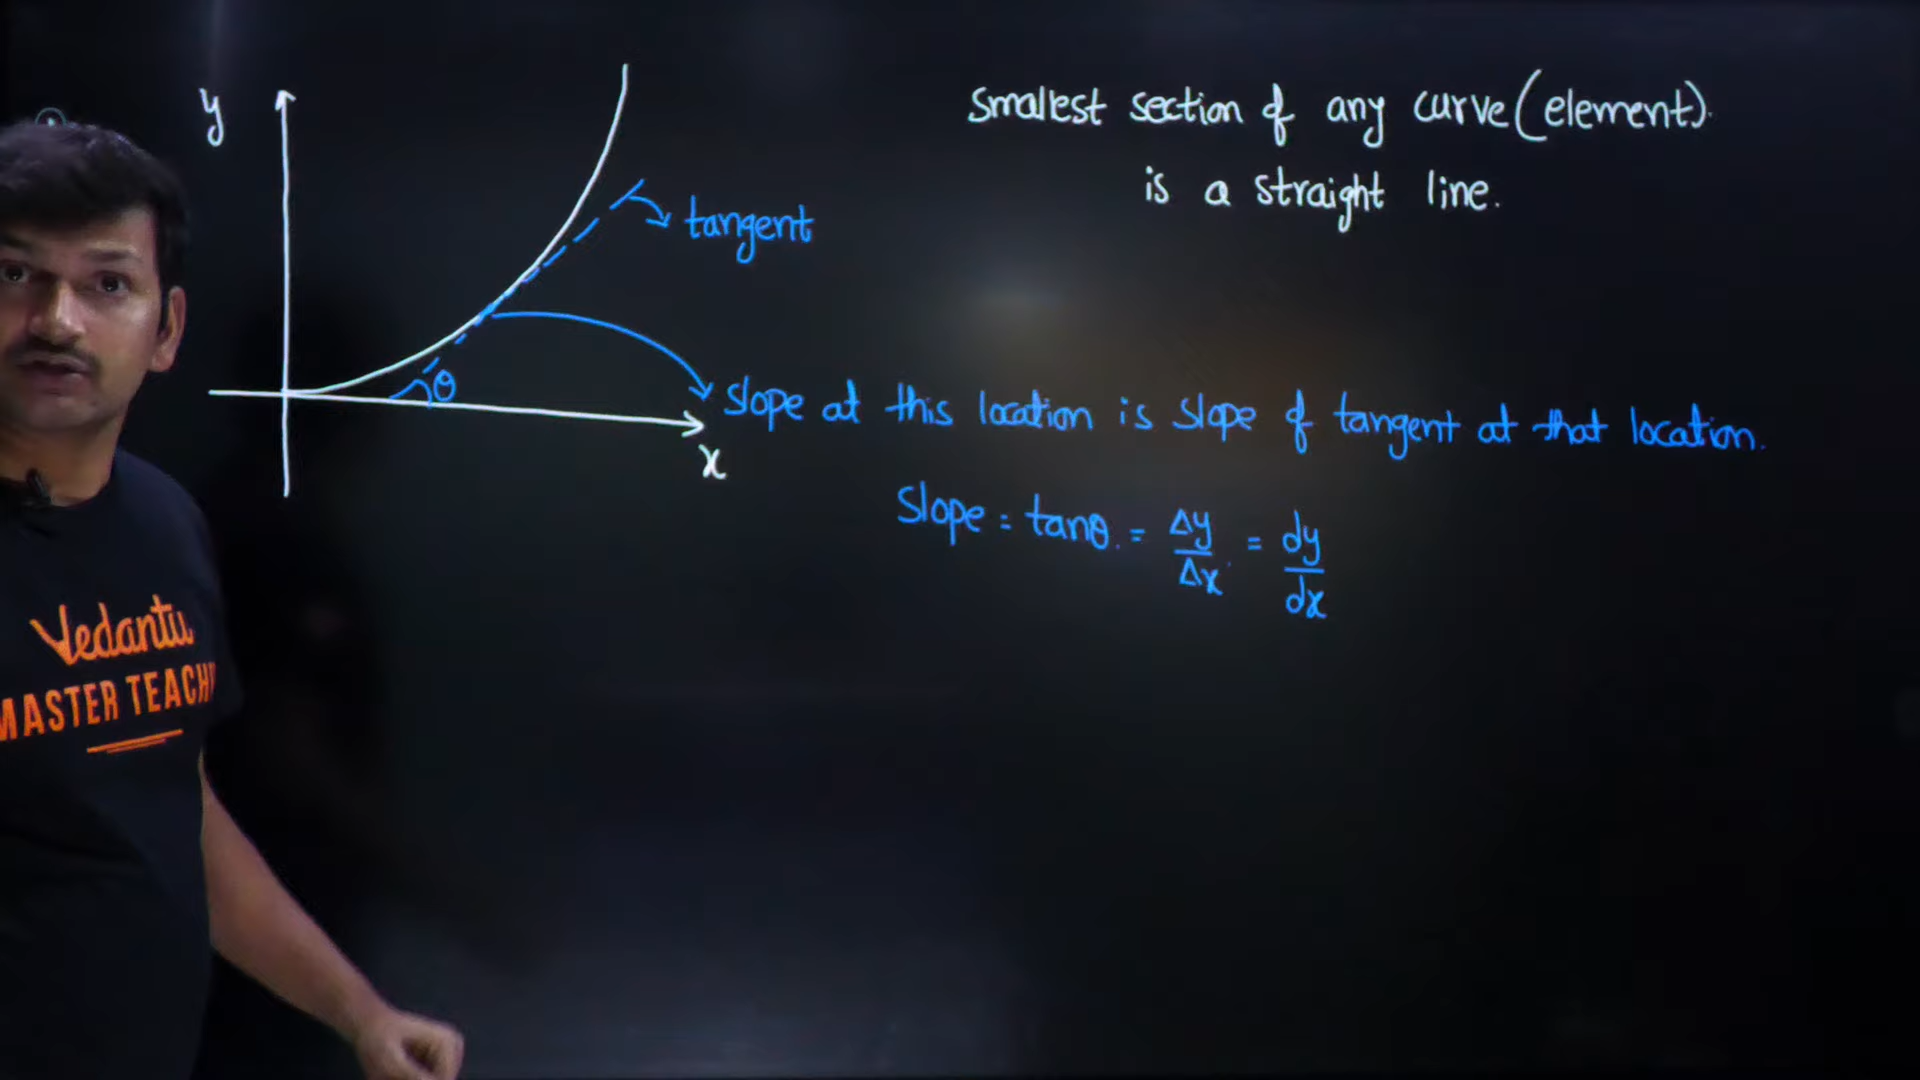 y
smallest section of any curve (element).
is a straight line.
tangent
θ
slope at this location is slope of tangent at that location.
x
Slope = tanθ. = Δy/Δx = dy/dx
Vedantu
MASTER